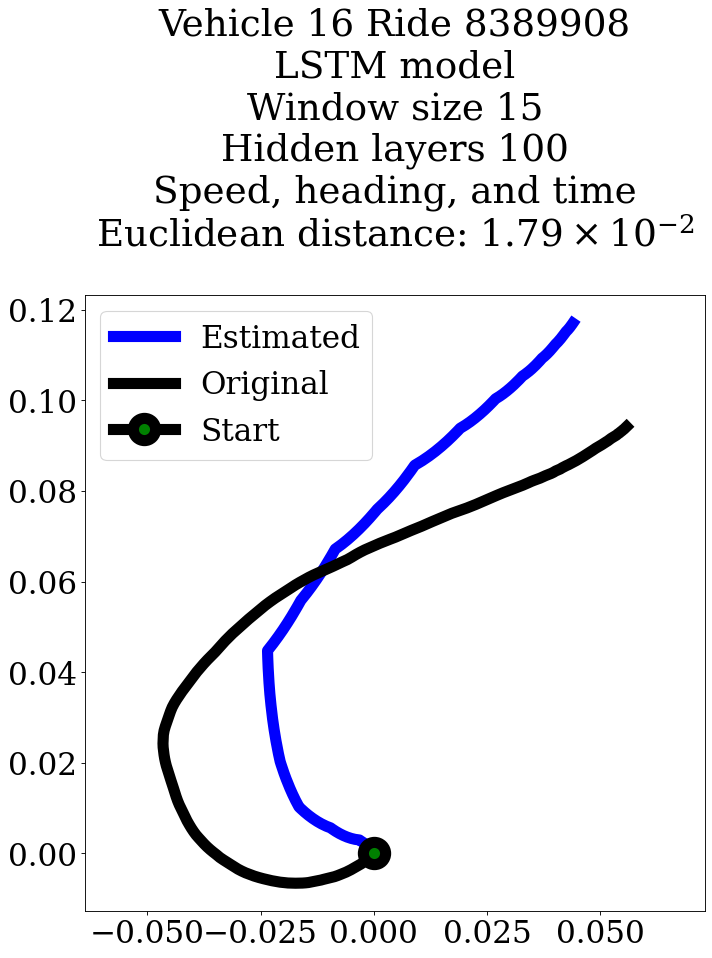 Vehicle 16 Ride 8389908
LSTM model
Window size 15
Hidden layers 100
Speed, heading, and time
Euclidean distance: 1.79 × 10⁻²
Estimated
Original
Start
0.12
0.10
0.08
0.06
0.04
0.02
0.00
−0.050 −0.025 0.000 0.025 0.050